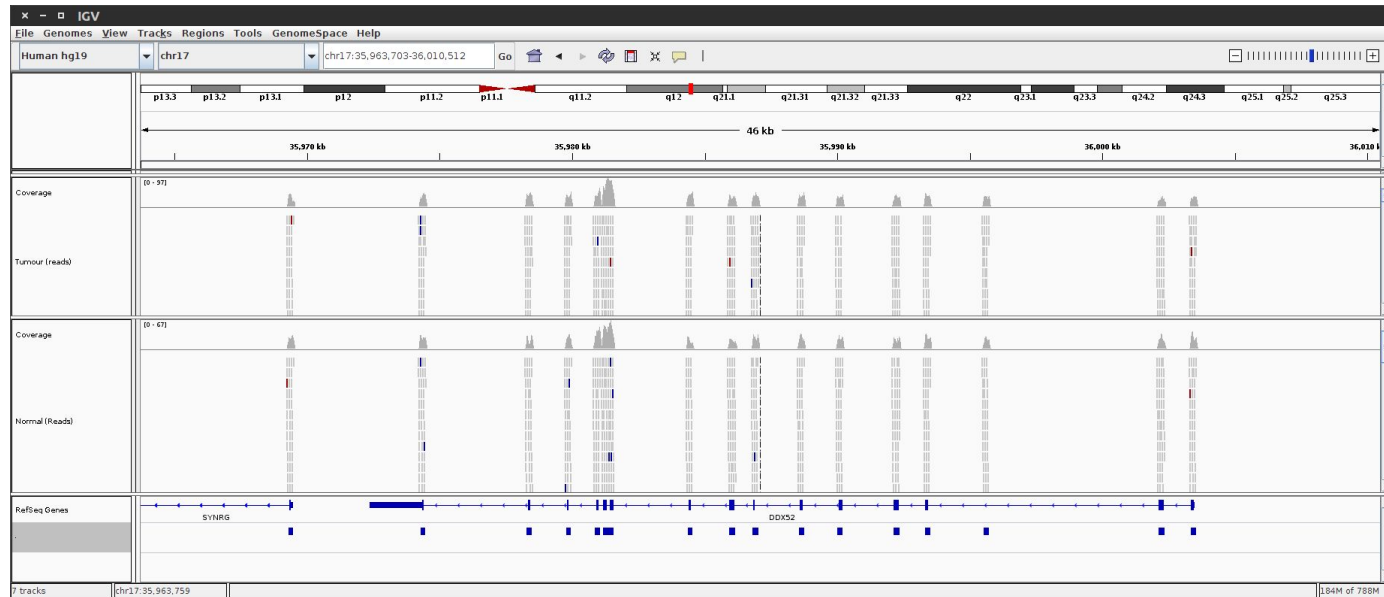 IGV
File Genomes View Tracks Regions Tools GenomeSpace Help
Human hg19 chr17 chr17:35,963,703-36,010,512 Go
p13.3 p13.2 p13.1 p12 p11.2 p11.1 q11.2 q12 q21.1 q21.31 q21.32 q21.33 q22 q23.1 q23.3 q24.2 q24.3 q25.1 q25.2 q25.3
46 kb
35,970 kb 35,980 kb 35,990 kb 36,000 kb 36,010 k
Coverage [0 - 97]
Tumour (reads)
Coverage [0 - 67]
Normal (Reads)
RefSeq Genes
SYNRG DDX52
7 tracks chr17:35,963,759 184M of 788M